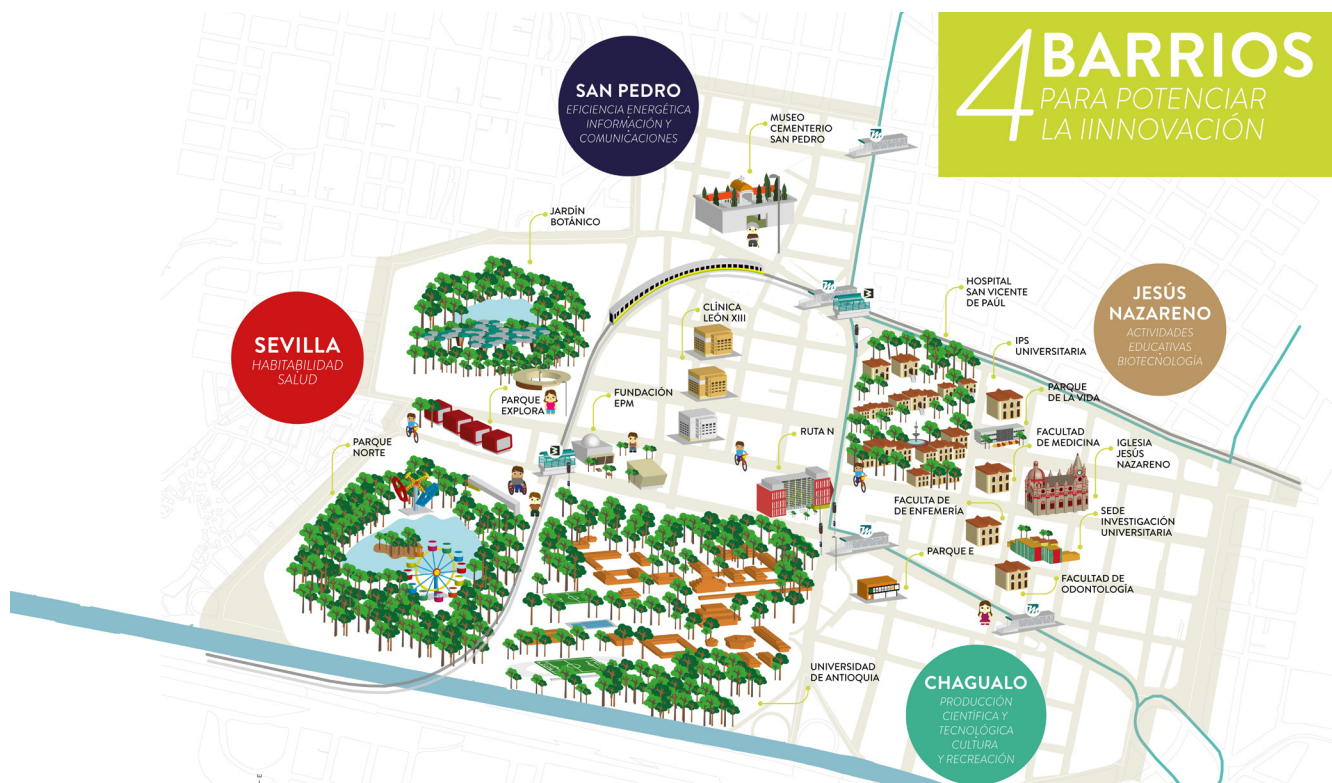 4 BARRIOS
PARA POTENCIAR
LA IINNOVACIÓN
SAN PEDRO
EFICIENCIA ENERGÉTICA
INFORMACIÓN Y
COMUNICACIONES
MUSEO
CEMENTERIO
SAN PEDRO
m
JARDÍN
BOTÁNICO
SEVILLA
HABITABILIDAD
SALUD
CLÍNICA
LEÓN XIII
m
HOSPITAL
SAN VICENTE
DE PAÚL
JESÚS
NAZARENO
ACTIVIDADES
EDUCATIVAS
BIOTECNOLOGÍA
IPS
UNIVERSITARIA
PARQUE
DE LA VIDA
PARQUE
EXPLORA
FUNDACIÓN
EPM
RUTA N
FACULTAD
DE MEDICINA
IGLESIA
JESÚS
NAZARENO
PARQUE
NORTE
FACULTA DE
DE ENFEMERÍA
SEDE
INVESTIGACIÓN
UNIVERSITARIA
m
PARQUE E
FACULTAD DE
ODONTOLOGÍA
m
UNIVERSIDAD
DE ANTIOQUIA
CHAGUALO
PRODUCCIÓN
CIENTÍFICA Y
TECNOLÓGICA
CULTURA
Y RECREACIÓN